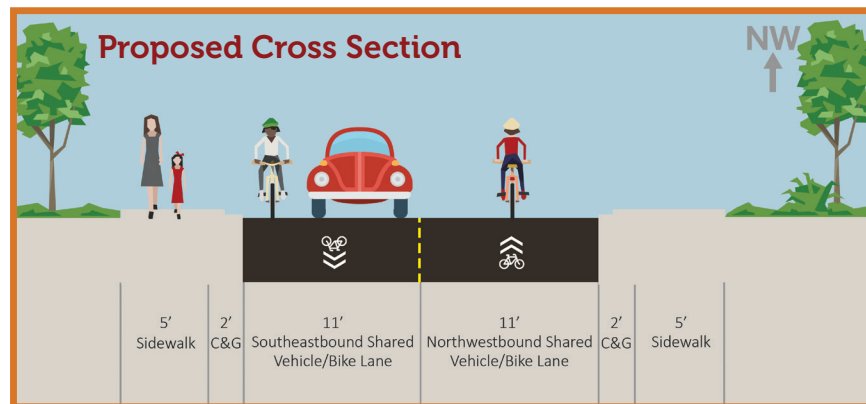 Proposed Cross Section
NW
5'
Sidewalk
2'
C&G
11'
Southeastbound Shared
Vehicle/Bike Lane
11'
Northwestbound Shared
Vehicle/Bike Lane
2'
C&G
5'
Sidewalk